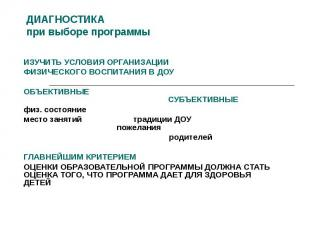 ДИАГНОСТИКА
при выборе программы
ИЗУЧИТЬ УСЛОВИЯ ОРГАНИЗАЦИИ
ФИЗИЧЕСКОГО ВОСПИТАНИЯ В ДОУ
ОБЪЕКТИВНЫЕ
СУБЪЕКТИВНЫЕ
физ. состояние
место занятий традиции ДОУ
пожелания
родителей
ГЛАВНЕЙШИМ КРИТЕРИЕМ
ОЦЕНКИ ОБРАЗОВАТЕЛЬНОЙ ПРОГРАММЫ ДОЛЖНА СТАТЬ
ОЦЕНКА ТОГО, ЧТО ПРОГРАММА ДАЕТ ДЛЯ ЗДОРОВЬЯ
ДЕТЕЙ